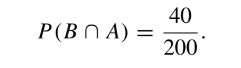 P(B ∩ A) = 40/200.